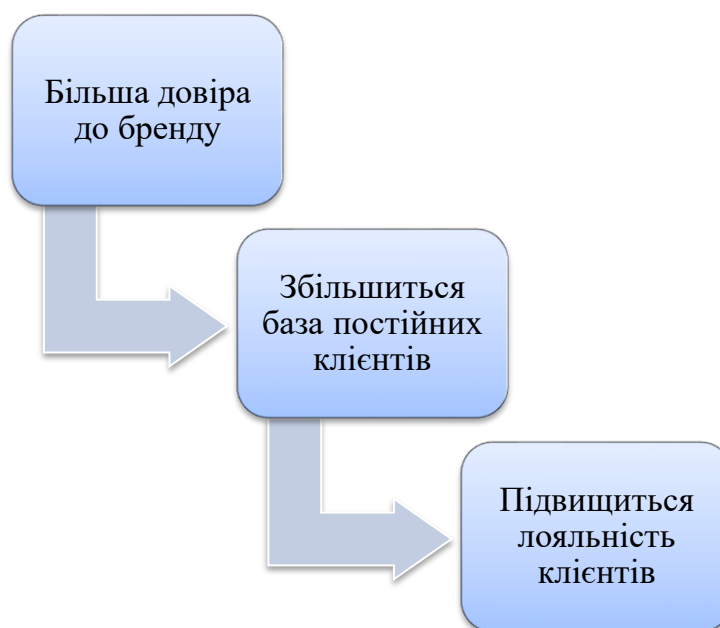 Більша довіра
до бренду
Збільшиться
база постійних
клієнтів
Підвищиться
лояльність
клієнтів